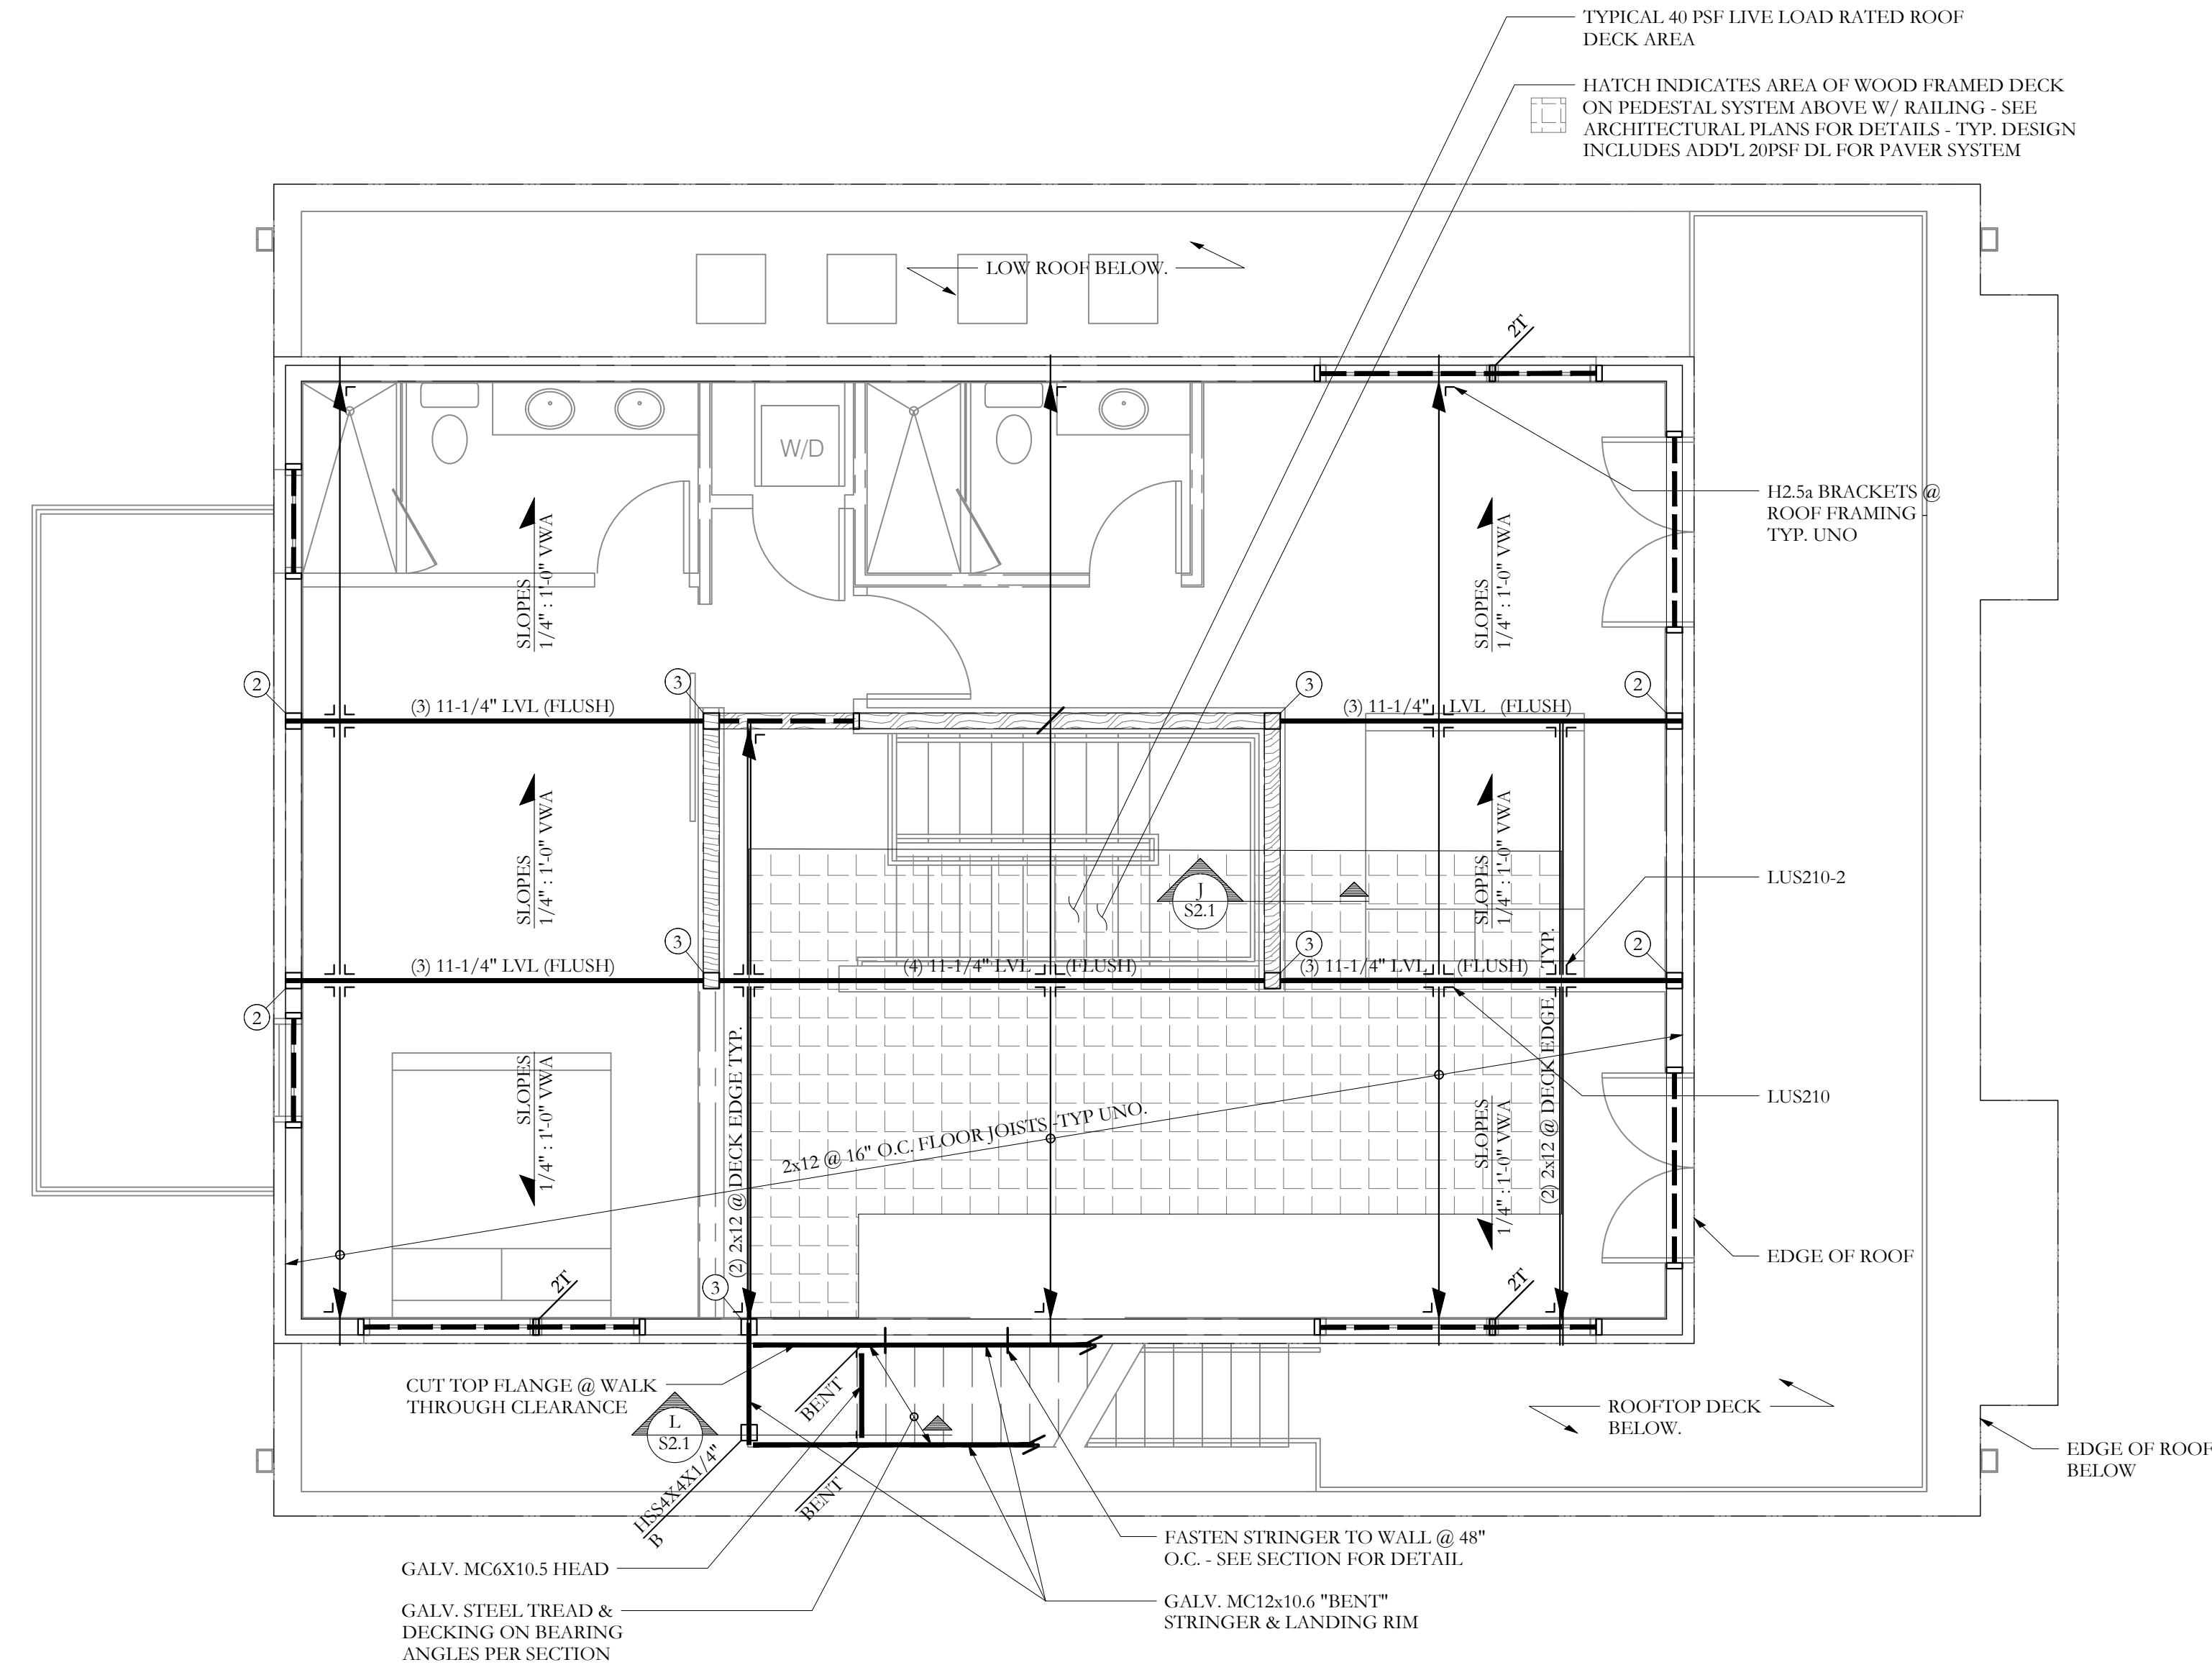 TYPICAL 40 PSF LIVE LOAD RATED ROOF
DECK AREA
HATCH INDICATES AREA OF WOOD FRAMED DECK
ON PEDESTAL SYSTEM ABOVE W/ RAILING - SEE
ARCHITECTURAL PLANS FOR DETAILS - TYP. DESIGN
INCLUDES ADD'L 20PSF DL FOR PAVER SYSTEM
LOW ROOF BELOW.
2T
W/D
H2.5a BRACKETS @
ROOF FRAMING -
TYP. UNO
SLOPES
1/4" : 1'-0" VWA
SLOPES
1/4" : 1'-0" VWA
2
3
3
2
(3) 11-1/4" LVL (FLUSH)
(3) 11-1/4" LVL (FLUSH)
SLOPES
1/4" : 1'-0" VWA
SLOPES
1/4" : 1'-0" VWA
J
S2.1
LUS210-2
3
3
2
(3) 11-1/4" LVL (FLUSH)
(4) 11-1/4" LVL (FLUSH)
(3) 11-1/4" LVL (FLUSH)
2
(2) 2x12 @ DECK EDGE TYP.
(2) 2x12 @ DECK EDGE TYP.
LUS210
SLOPES
1/4" : 1'-0" VWA
SLOPES
1/4" : 1'-0" VWA
2x12 @ 16" O.C. FLOOR JOISTS -TYP UNO.
EDGE OF ROOF
2T
3
2T
CUT TOP FLANGE @ WALK
THROUGH CLEARANCE
BENT
L
S2.1
BENT
HSS4X4X1/4"
B
ROOFTOP DECK
BELOW.
EDGE OF ROOF
BELOW
FASTEN STRINGER TO WALL @ 48"
O.C. - SEE SECTION FOR DETAIL
GALV. MC6X10.5 HEAD
GALV. MC12x10.6 "BENT"
STRINGER & LANDING RIM
GALV. STEEL TREAD &
DECKING ON BEARING
ANGLES PER SECTION